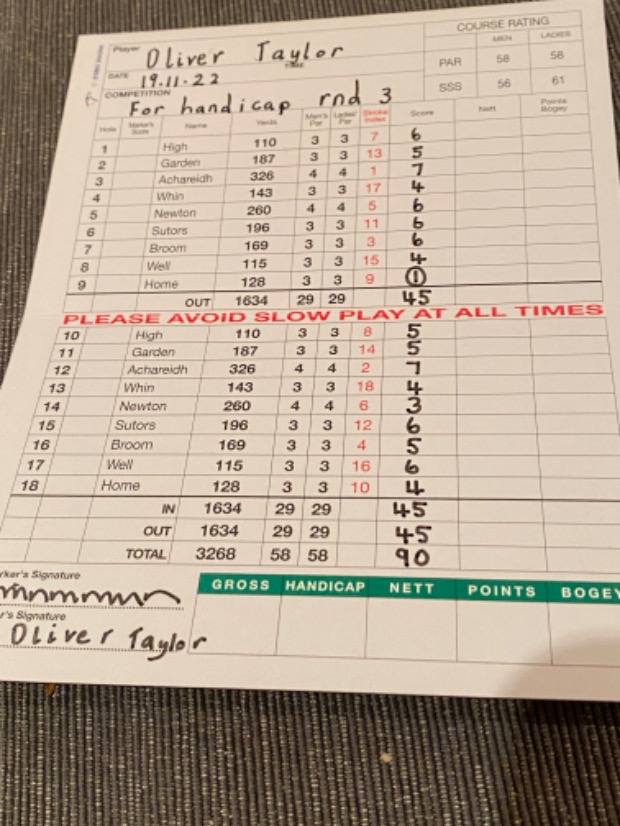 COURSE RATING
MEN LADIES
Player Oliver Taylor
PAR 58 58
DATE 19.11.22 TIME
SSS 56 61
COMPETITION For handicap rnd 3
Hole Marker's Score Name Yards Men's Par Ladies' Par Stroke Index Score Nett Points Bogey
1 High 110 3 3 7 6
2 Garden 187 3 3 13 5
3 Achareidh 326 4 4 1 7
4 Whin 143 3 3 17 4
5 Newton 260 4 4 5 6
6 Sutors 196 3 3 11 6
7 Broom 169 3 3 3 6
8 Well 115 3 3 15 4
9 Home 128 3 3 9 1
OUT 1634 29 29 45
PLEASE AVOID SLOW PLAY AT ALL TIMES
10 High 110 3 3 8 5
11 Garden 187 3 3 14 5
12 Achareidh 326 4 4 2 7
13 Whin 143 3 3 18 4
14 Newton 260 4 4 6 3
15 Sutors 196 3 3 12 6
16 Broom 169 3 3 4 5
17 Well 115 3 3 16 6
18 Home 128 3 3 10 4
IN 1634 29 29 45
OUT 1634 29 29 45
TOTAL 3268 58 58 90
rker's Signature
GROSS HANDICAP NETT POINTS BOGEY
r's Signature
Oliver Taylor